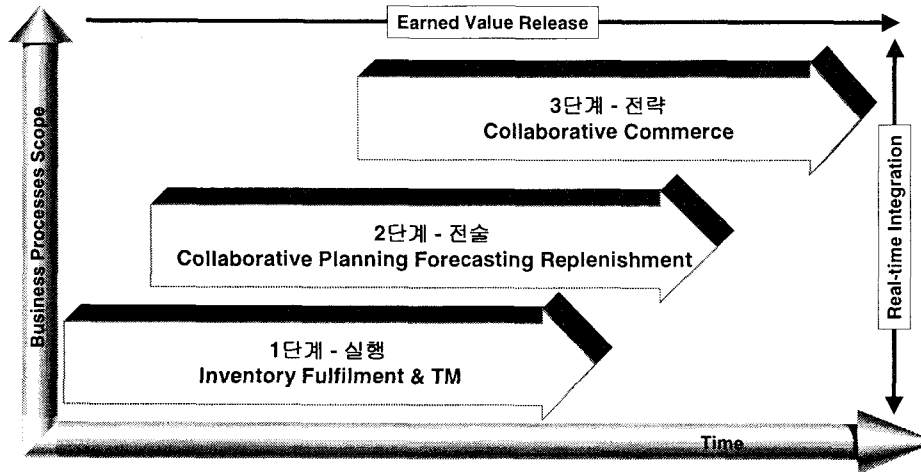 Earned Value Release
Business Processes Scope
3단계 - 전략
Collaborative Commerce
Real-time Integration
2단계 - 전술
Collaborative Planning Forecasting Replenishment
1단계 - 실행
Inventory Fulfilment & TM
Time